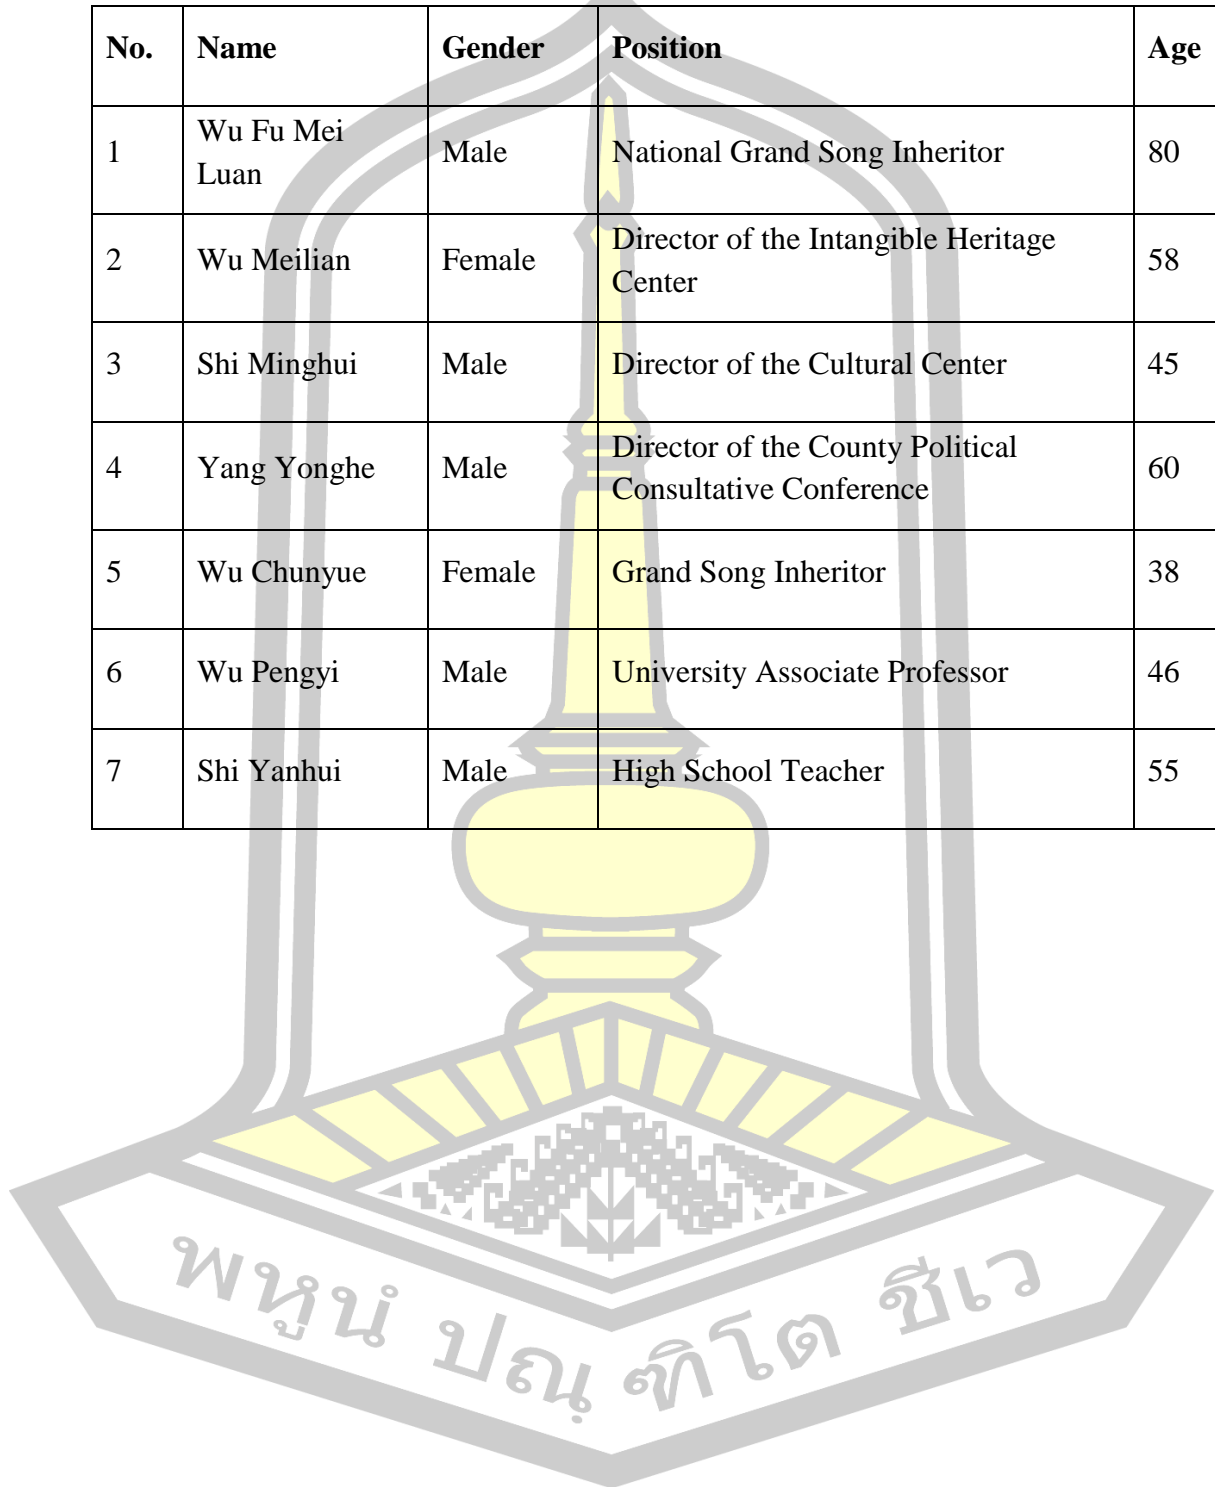 No. Name Gender Position Age
1 Wu Fu Mei Luan Male National Grand Song Inheritor 80
2 Wu Meilian Female Director of the Intangible Heritage Center 58
3 Shi Minghui Male Director of the Cultural Center 45
4 Yang Yonghe Male Director of the County Political Consultative Conference 60
5 Wu Chunyue Female Grand Song Inheritor 38
6 Wu Pengyi Male University Associate Professor 46
7 Shi Yanhui Male High School Teacher 55
พหูนํ ปณฺฑิโต ชีเว